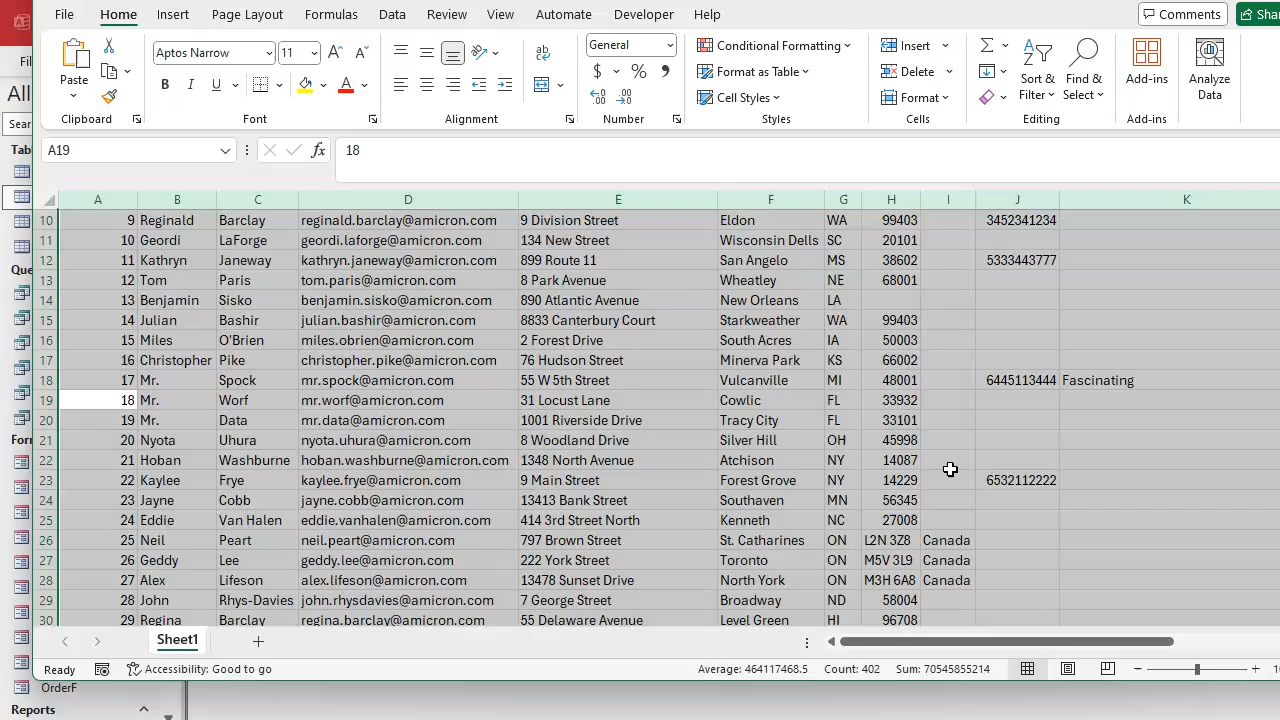 File Home Insert Page Layout Formulas Data Review View Automate Developer Help Comments Shar
Paste Aptos Narrow 11 General Conditional Formatting Format as Table Cell Styles Insert Delete Format Sort & Filter Find & Select Add-ins Analyze Data
Clipboard Font Alignment Number Styles Cells Editing Add-ins
A19 fx 18
A B C D E F G H I J K
10 9 Reginald Barclay reginald.barclay@amicron.com 9 Division Street Eldon WA 99403 3452341234
11 10 Geordi LaForge geordi.laforge@amicron.com 134 New Street Wisconsin Dells SC 20101
12 11 Kathryn Janeway kathryn.janeway@amicron.com 899 Route 11 San Angelo MS 38602 5333443777
13 12 Tom Paris tom.paris@amicron.com 8 Park Avenue Wheatley NE 68001
14 13 Benjamin Sisko benjamin.sisko@amicron.com 890 Atlantic Avenue New Orleans LA
15 14 Julian Bashir julian.bashir@amicron.com 8833 Canterbury Court Starkweather WA 99403
16 15 Miles O'Brien miles.obrien@amicron.com 2 Forest Drive South Acres IA 50003
17 16 Christopher Pike christopher.pike@amicron.com 76 Hudson Street Minerva Park KS 66002
18 17 Mr. Spock mr.spock@amicron.com 55 W 5th Street Vulcanville MI 48001 6445113444 Fascinating
19 18 Mr. Worf mr.worf@amicron.com 31 Locust Lane Cowlic FL 33932
20 19 Mr. Data mr.data@amicron.com 1001 Riverside Drive Tracy City FL 33101
21 20 Nyota Uhura nyota.uhura@amicron.com 8 Woodland Drive Silver Hill OH 45998
22 21 Hoban Washburne hoban.washburne@amicron.com 1348 North Avenue Atchison NY 14087
23 22 Kaylee Frye kaylee.frye@amicron.com 9 Main Street Forest Grove NY 14229 6532112222
24 23 Jayne Cobb jayne.cobb@amicron.com 13413 Bank Street Southaven MN 56345
25 24 Eddie Van Halen eddie.vanhalen@amicron.com 414 3rd Street North Kenneth NC 27008
26 25 Neil Peart neil.peart@amicron.com 797 Brown Street St. Catharines ON L2N 3Z8 Canada
27 26 Geddy Lee geddy.lee@amicron.com 222 York Street Toronto ON M5V 3L9 Canada
28 27 Alex Lifeson alex.lifeson@amicron.com 13478 Sunset Drive North York ON M3H 6A8 Canada
29 28 John Rhys-Davies john.rhysdavies@amicron.com 7 George Street Broadway ND 58004
30 29 Regina Barclay regina.barclay@amicron.com 55 Delaware Avenue Level Green HI 96708
Sheet1
Ready Accessibility: Good to go Average: 464117468.5 Count: 402 Sum: 70545855214
Fi
All
Sear
Tab
Que
For
OrderF
Reports